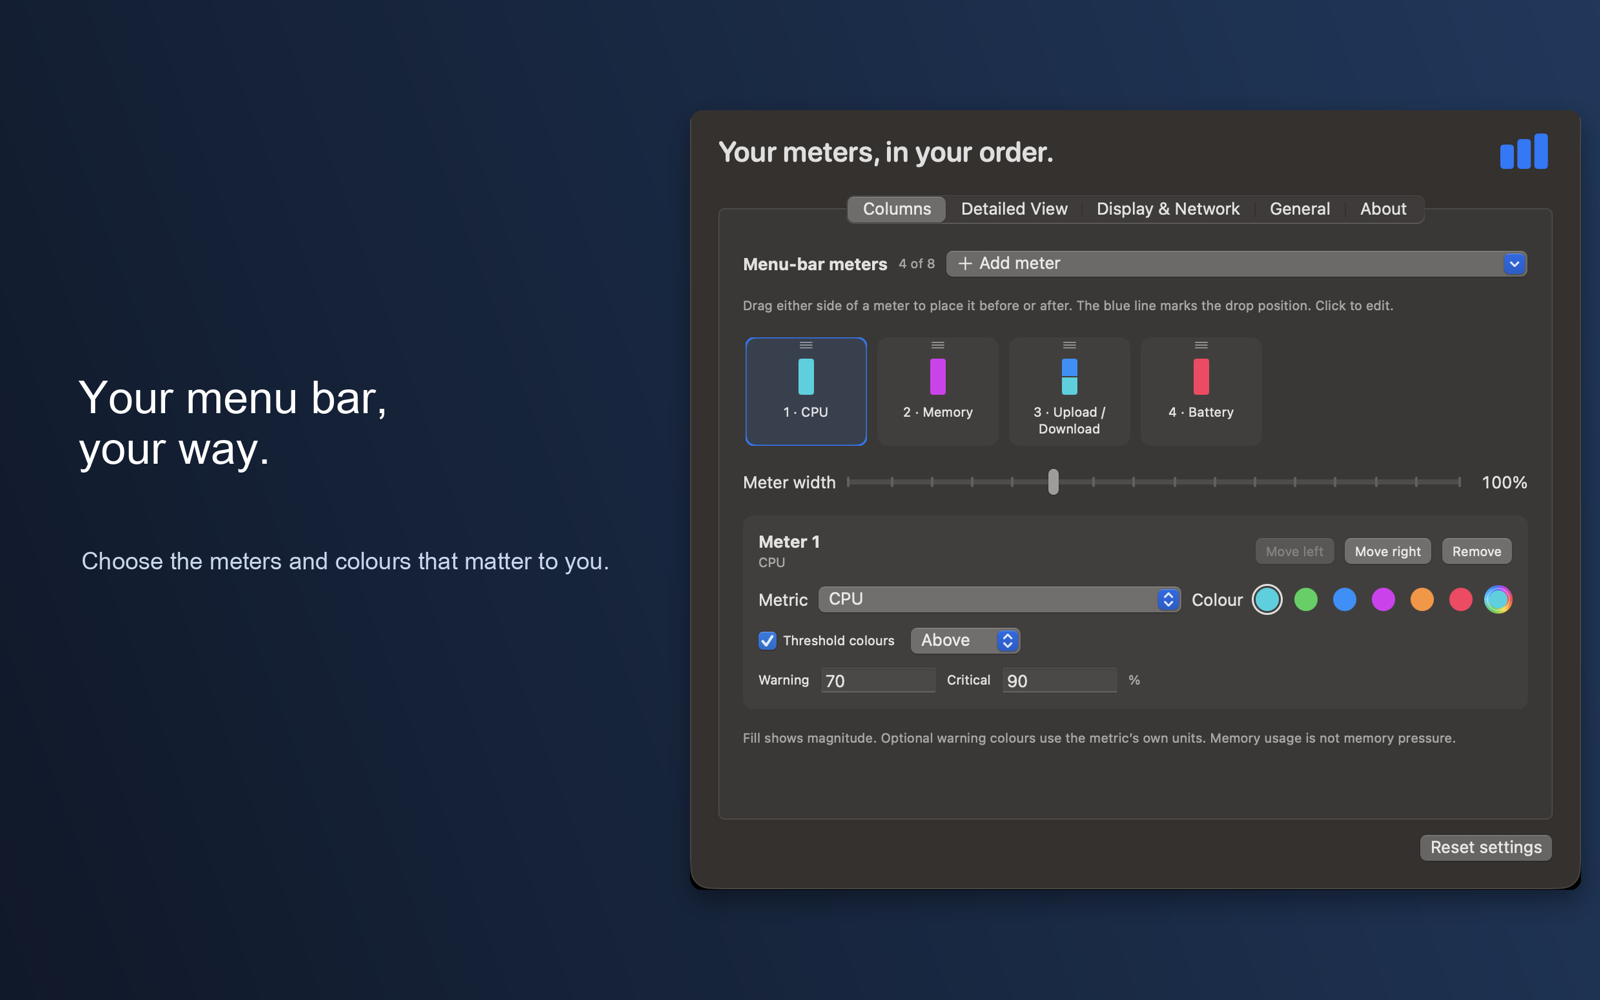 Your menu bar,
your way.
Choose the meters and colours that matter to you.
Your meters, in your order.
Columns Detailed View Display & Network General About
Menu-bar meters 4 of 8 + Add meter
Drag either side of a meter to place it before or after. The blue line marks the drop position. Click to edit.
1 · CPU 2 · Memory 3 · Upload / Download 4 · Battery
Meter width 100%
Meter 1
CPU
Move left Move right Remove
Metric CPU Colour
Threshold colours Above
Warning 70 Critical 90 %
Fill shows magnitude. Optional warning colours use the metric's own units. Memory usage is not memory pressure.
Reset settings